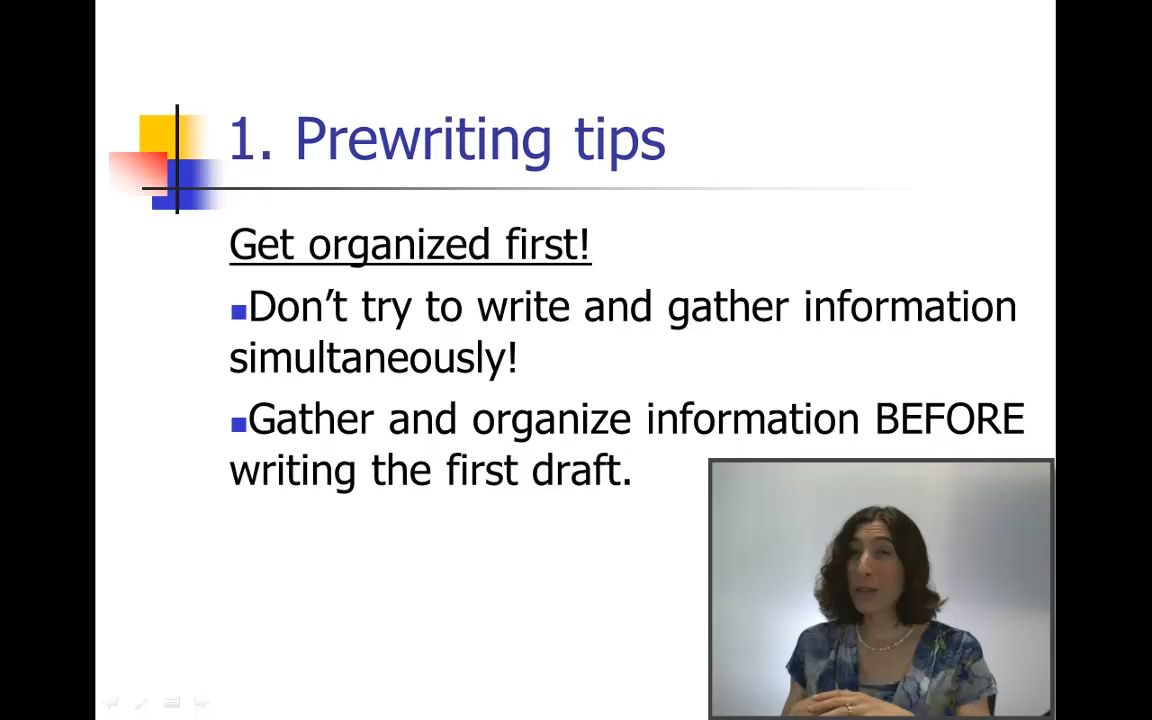 1. Prewriting tips
Get organized first!
Don’t try to write and gather information
simultaneously!
Gather and organize information BEFORE
writing the first draft.